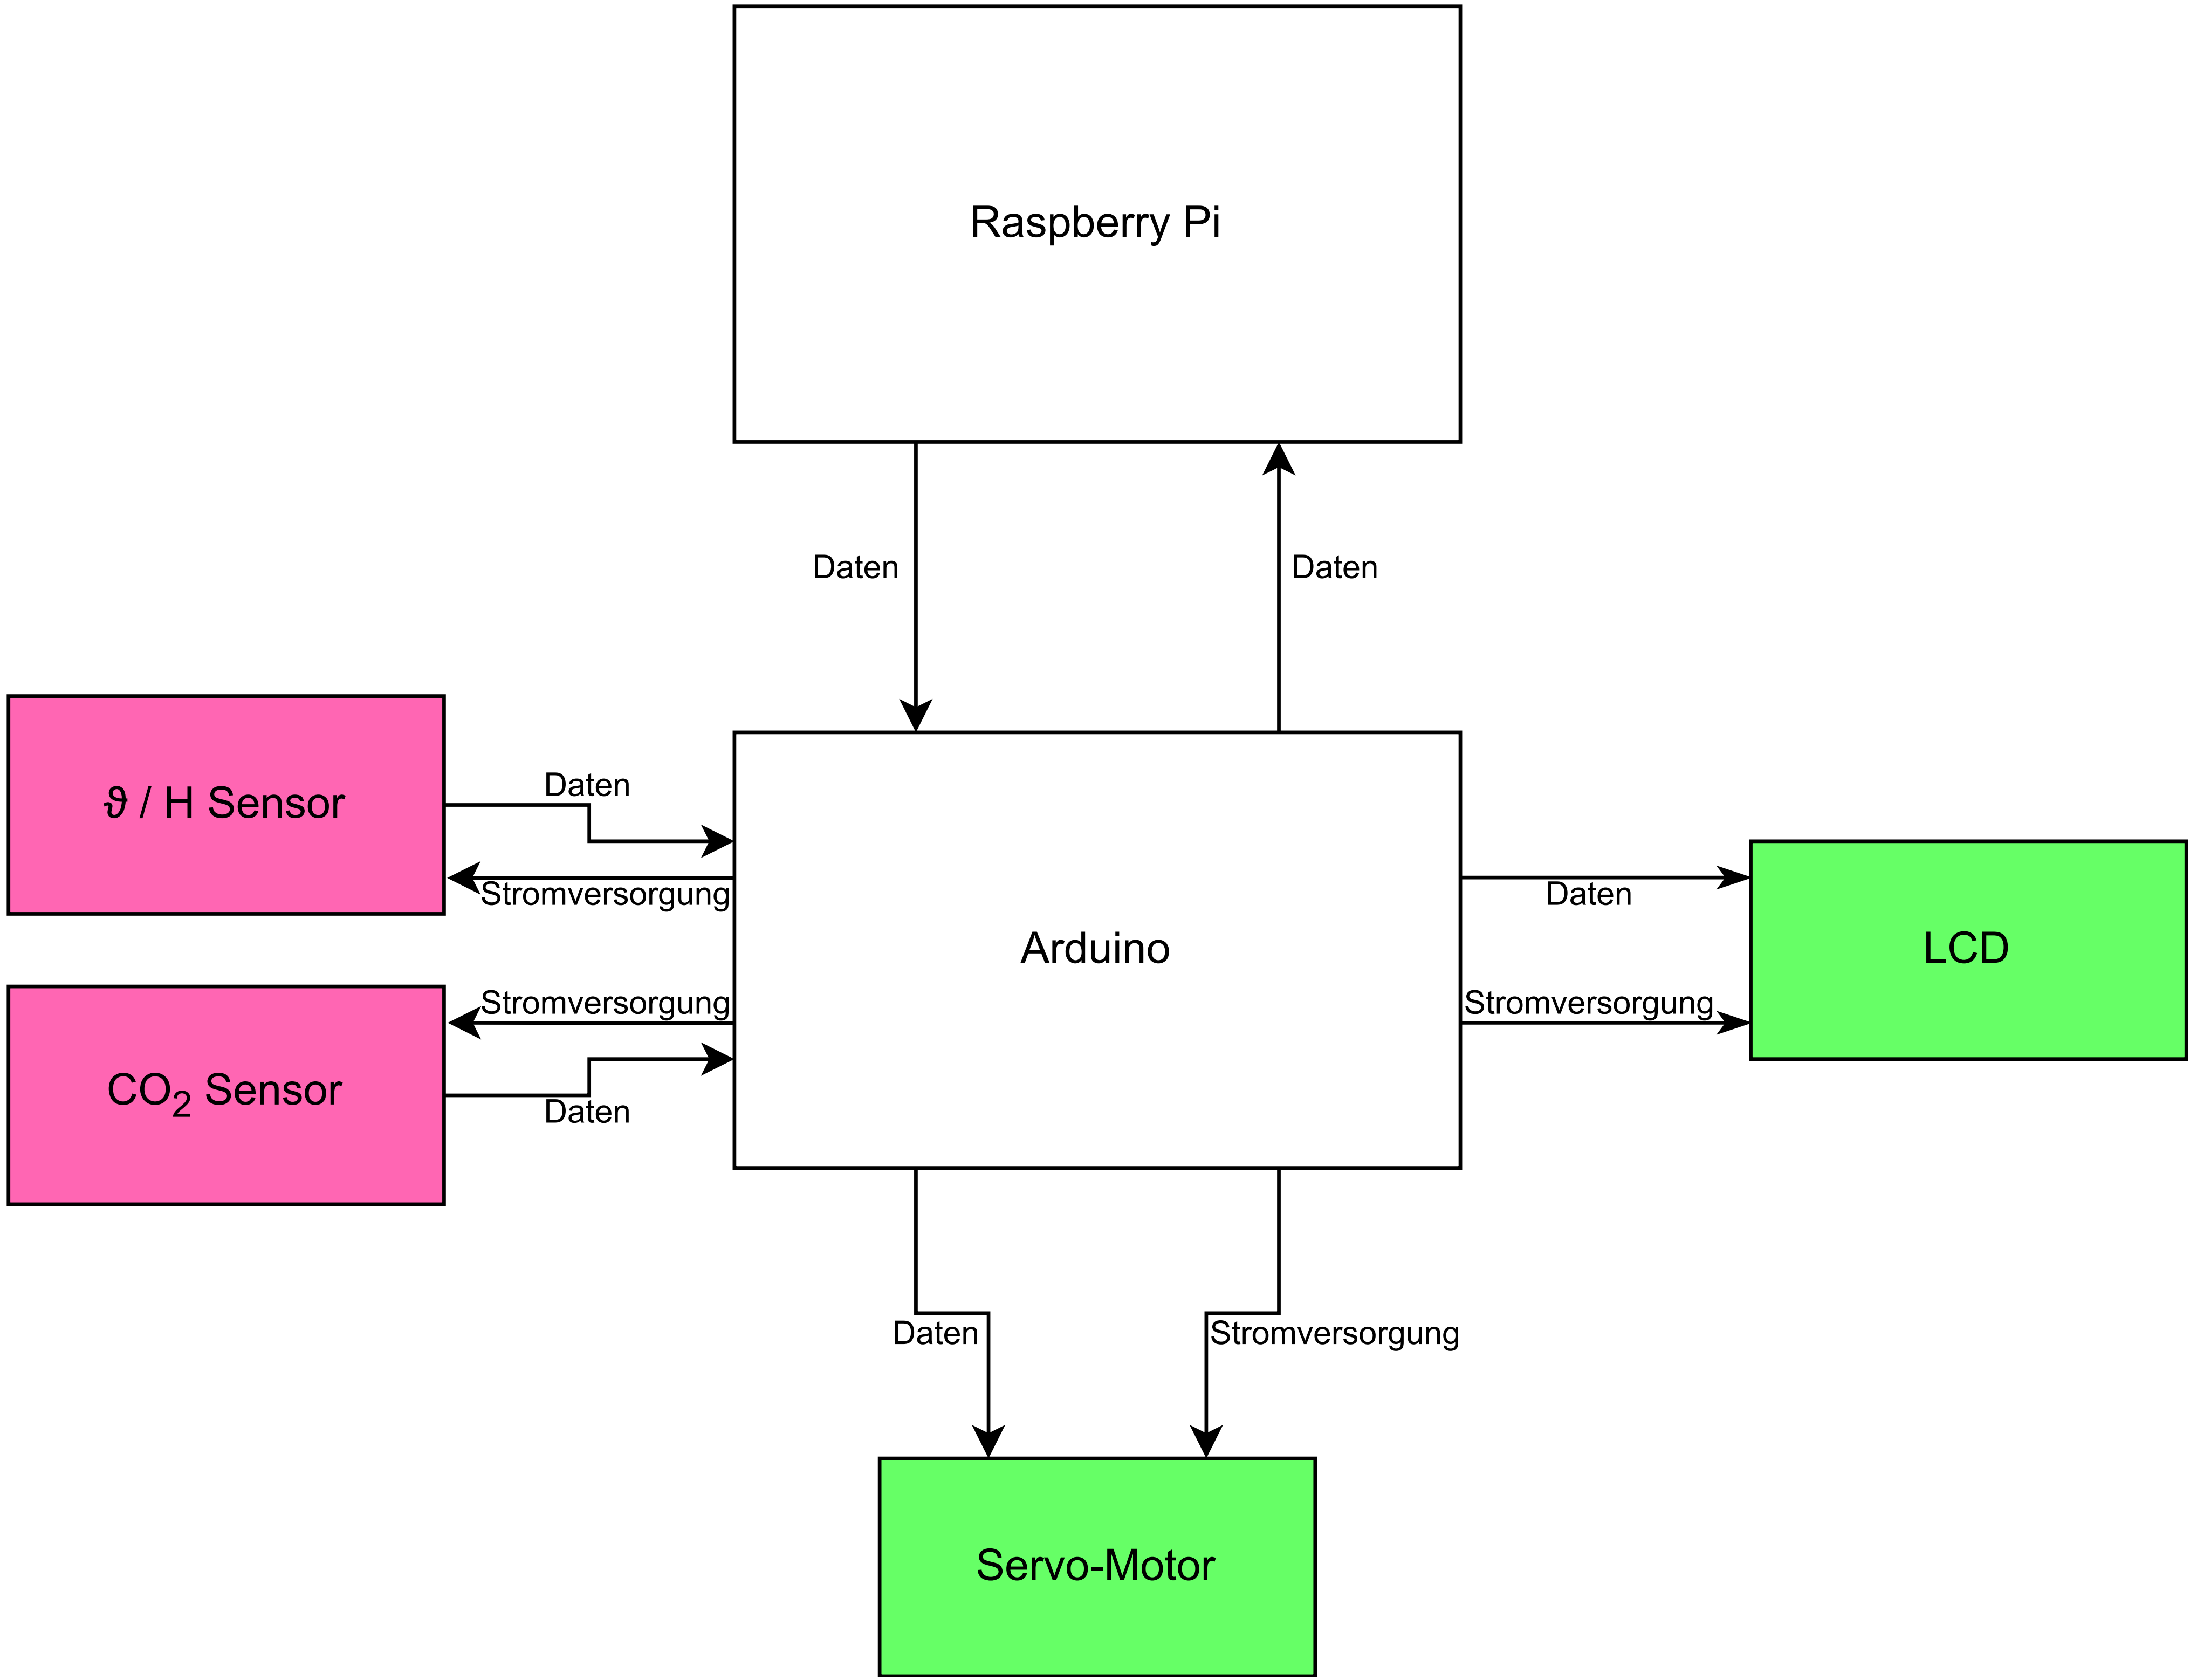 Raspberry Pi
Daten
Daten
ϑ / H Sensor
Daten
Stromversorgung
Arduino
Daten
LCD
Stromversorgung
Stromversorgung
CO₂ Sensor
Daten
Daten
Stromversorgung
Servo-Motor